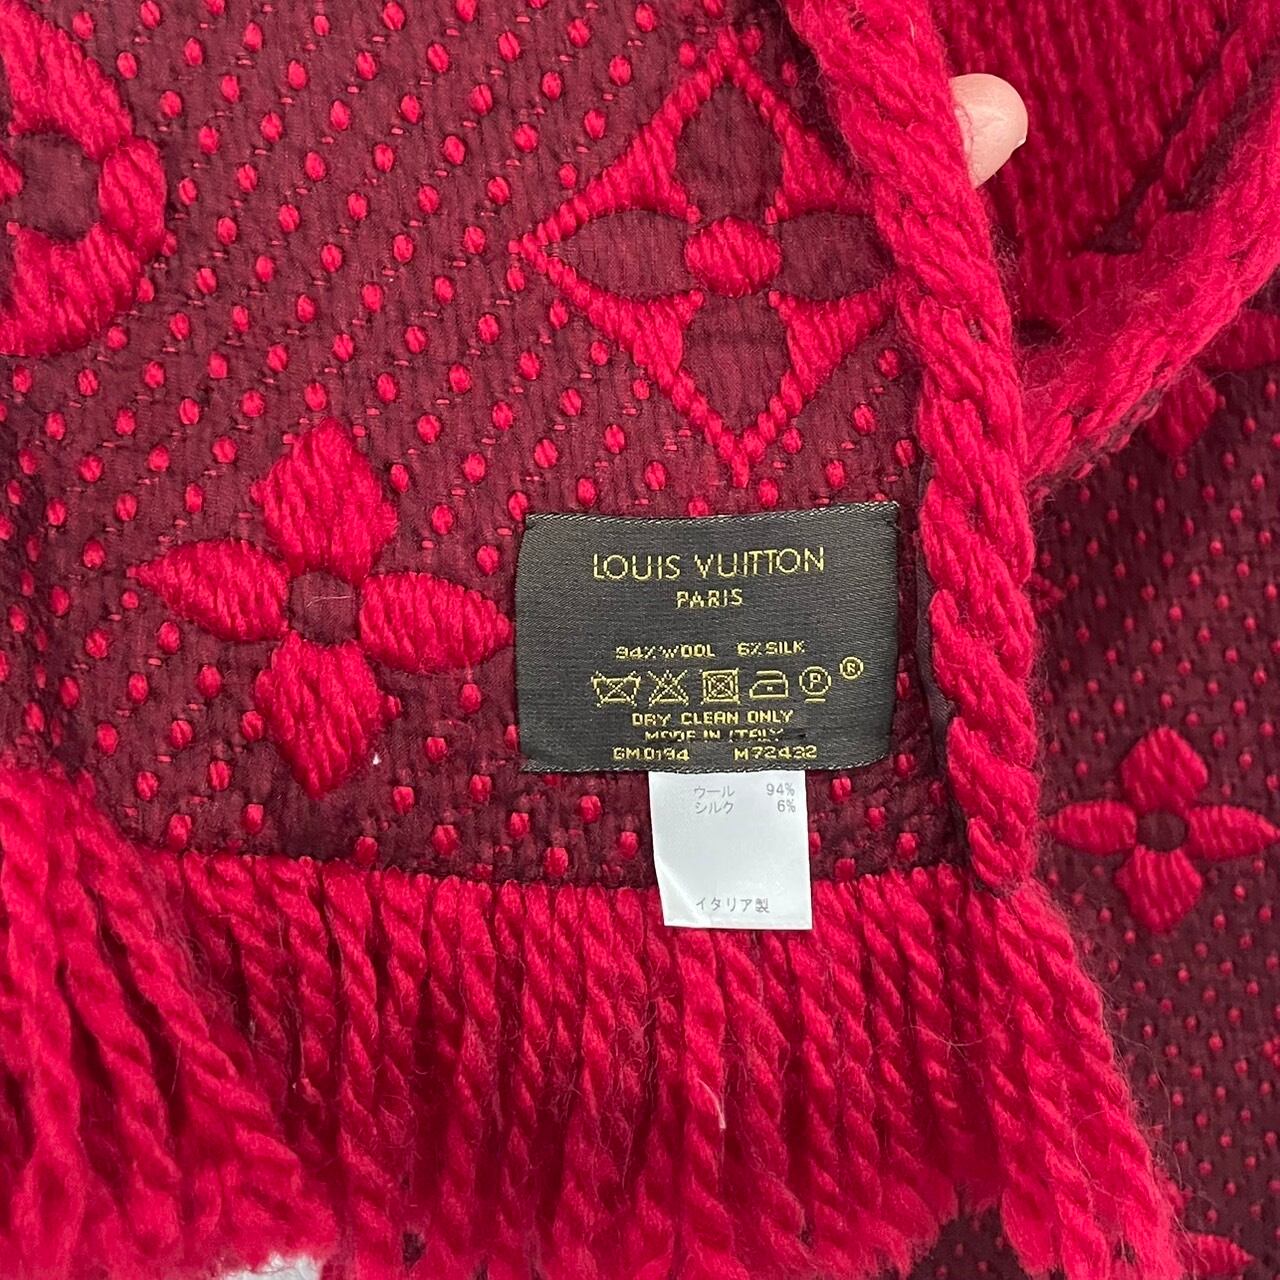 LOUIS VUITTON
PARIS
94% WOOL 6% SILK
P ®
DRY CLEAN ONLY
MADE IN ITALY
GM0194 M72432
ウール 94%
シルク 6%
イタリア製